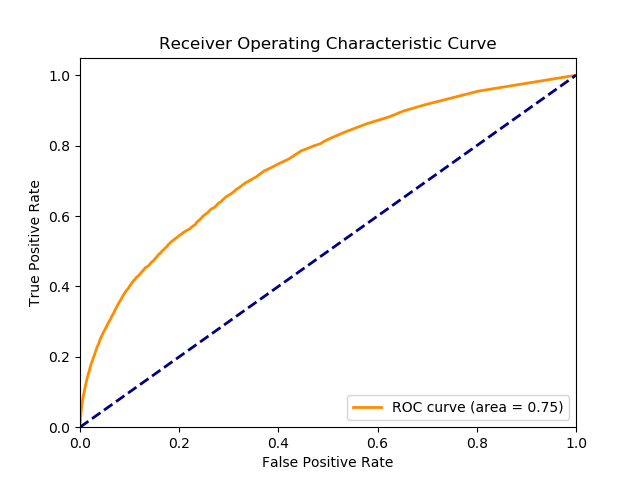 Receiver Operating Characteristic Curve
1.0
0.8
0.6
0.4
0.2
0.0
True Positive Rate
ROC curve (area = 0.75)
0.0 0.2 0.4 0.6 0.8 1.0
False Positive Rate